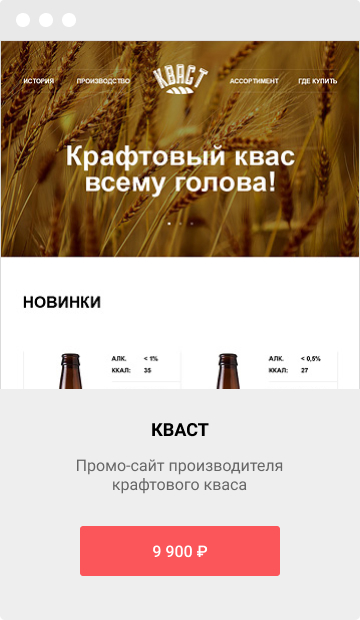 КВАСТ
ИСТОРИЯ ПРОИЗВОДСТВО АССОРТИМЕНТ ГДЕ КУПИТЬ
Крафтовый квас
всему голова!
НОВИНКИ
АЛК. < 1% АЛК. < 0,5%
ККАЛ: 35 ККАЛ: 27
КВАСТ
Промо-сайт производителя
крафтового кваса
9 900 ₽